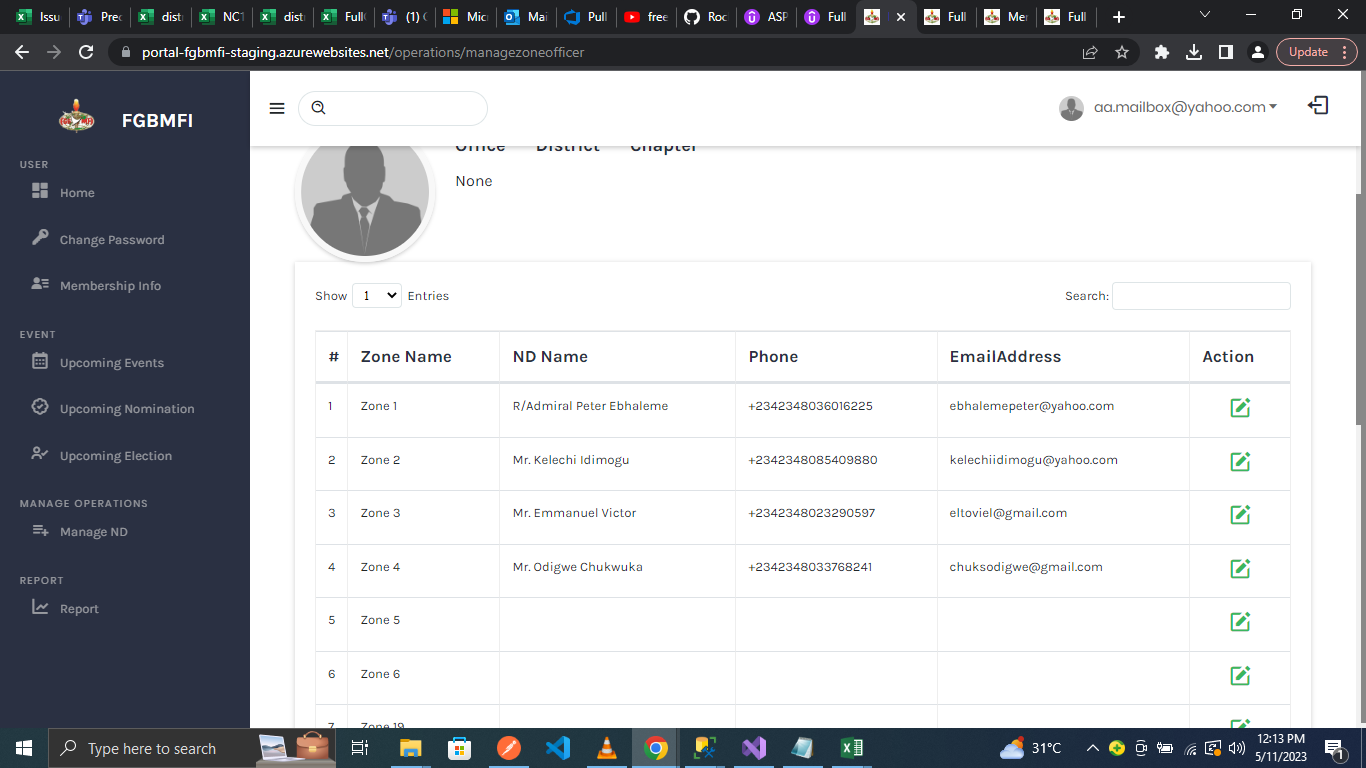 Issu
Prec
distr
NCT
distr
Full
(1) C
Micr
Mai
Pull
free
Roc
ASP
Full
Full
Mer
Full
portal-fgbmfi-staging.azurewebsites.net/operations/managezoneofficer
Update
FGBMFI
aa.mailbox@yahoo.com
USER
Home
Change Password
Membership Info
EVENT
Upcoming Events
Upcoming Nomination
Upcoming Election
MANAGE OPERATIONS
Manage ND
REPORT
Report
Office District Chapter
None
Show 1 Entries
Search:
# Zone Name ND Name Phone EmailAddress Action
1 Zone 1 R/Admiral Peter Ebhaleme +2342348036016225 ebhalemepeter@yahoo.com
2 Zone 2 Mr. Kelechi Idimogu +2342348085409880 kelechiidimogu@yahoo.com
3 Zone 3 Mr. Emmanuel Victor +2342348023290597 eltoviel@gmail.com
4 Zone 4 Mr. Odigwe Chukwuka +2342348033768241 chuksodigwe@gmail.com
5 Zone 5
6 Zone 6
7 Zone 19
Type here to search
31°C
12:13 PM
5/11/2023
1